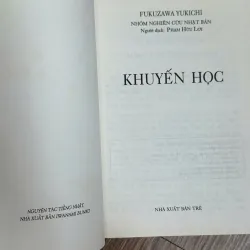 FUKUZAWA YUKICHI
NHÓM NGHIÊN CỨU NHẬT BẢN
Người dịch: PHẠM HỮU LỢI
KHUYẾN HỌC
NHÀ XUẤT BẢN TRẺ
NGUYÊN TÁC TIẾNG NHẬT
NHÀ XUẤT BẢN IWANAMI BUNKO